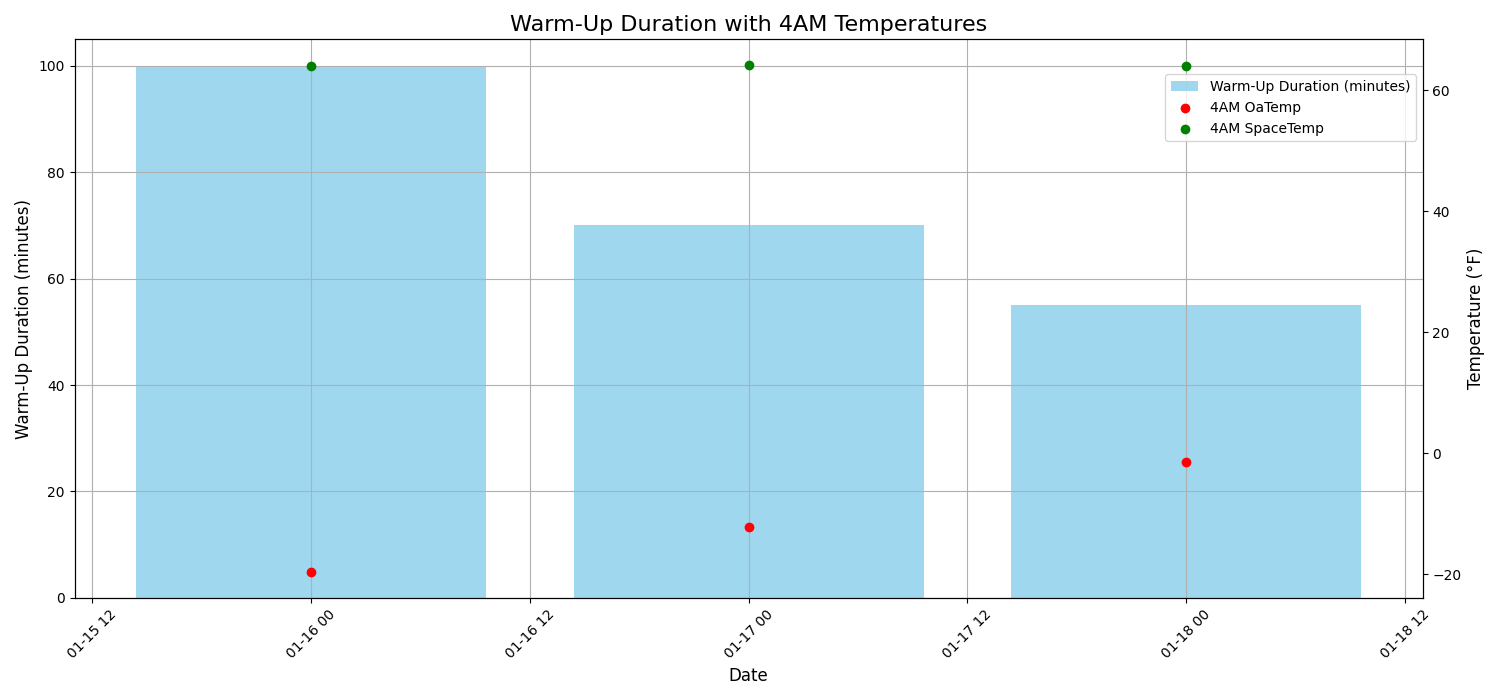 Warm-Up Duration with 4AM Temperatures
Warm-Up Duration (minutes)
100
80
60
40
20
0
Warm-Up Duration (minutes)
4AM OaTemp
4AM SpaceTemp
60
40
20
0
−20
Temperature (°F)
01-15 12
01-16 00
01-16 12
01-17 00
01-17 12
01-18 00
01-18 12
Date